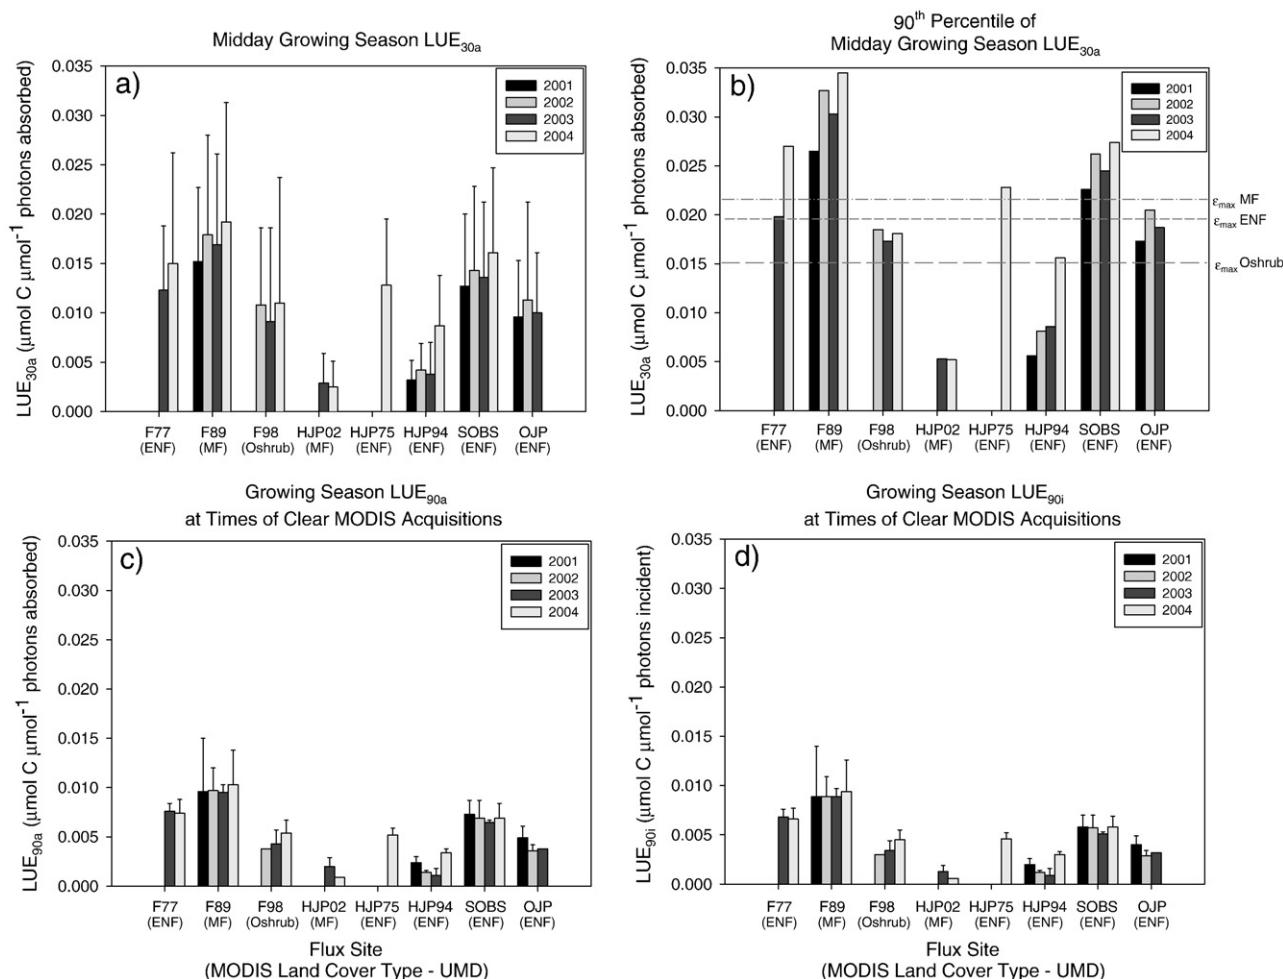 Midday Growing Season LUE30a
a)
2001
2002
2003
2004
LUE30a (μmol C μmol−1 photons absorbed)
0.035
0.030
0.025
0.020
0.015
0.010
0.005
0.000
F77 F89 F98 HJP02 HJP75 HJP94 SOBS OJP
(ENF) (MF) (Oshrub) (MF) (ENF) (ENF) (ENF) (ENF)
90th Percentile of
Midday Growing Season LUE30a
b)
2001
2002
2003
2004
LUE30a (μmol C μmol−1 photons absorbed)
0.035
0.030
0.025
0.020
0.015
0.010
0.005
0.000
εmax MF
εmax ENF
εmax Oshrub
F77 F89 F98 HJP02 HJP75 HJP94 SOBS OJP
(ENF) (MF) (Oshrub) (MF) (ENF) (ENF) (ENF) (ENF)
Growing Season LUE90a
at Times of Clear MODIS Acquisitions
c)
2001
2002
2003
2004
LUE90a (μmol C μmol−1 photons absorbed)
0.035
0.030
0.025
0.020
0.015
0.010
0.005
0.000
F77 F89 F98 HJP02 HJP75 HJP94 SOBS OJP
(ENF) (MF) (Oshrub) (MF) (ENF) (ENF) (ENF) (ENF)
Flux Site
(MODIS Land Cover Type - UMD)
Growing Season LUE90i
at Times of Clear MODIS Acquisitions
d)
2001
2002
2003
2004
LUE90i (μmol C μmol−1 photons incident)
0.035
0.030
0.025
0.020
0.015
0.010
0.005
0.000
F77 F89 F98 HJP02 HJP75 HJP94 SOBS OJP
(ENF) (MF) (Oshrub) (MF) (ENF) (ENF) (ENF) (ENF)
Flux Site
(MODIS Land Cover Type - UMD)